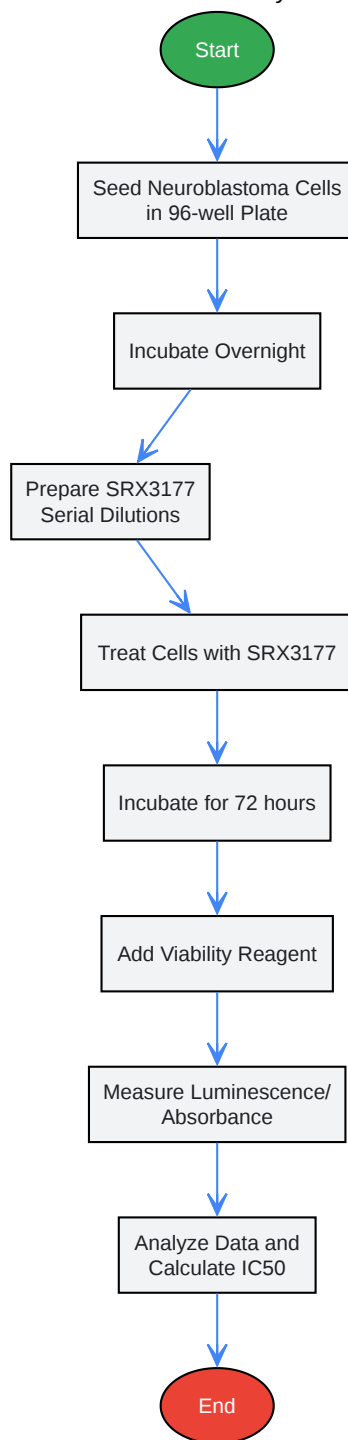 Start
Seed Neuroblastoma Cells
in 96-well Plate
Incubate Overnight
Prepare SRX3177
Serial Dilutions
Treat Cells with SRX3177
Incubate for 72 hours
Add Viability Reagent
Measure Luminescence/
Absorbance
Analyze Data and
Calculate IC50
End